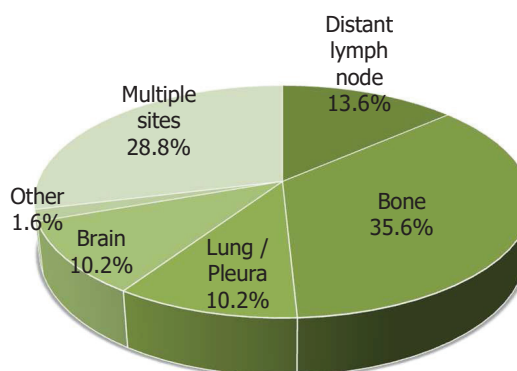 Distant
lymph
node
13.6%
Bone
35.6%
Lung /
Pleura
10.2%
Brain
10.2%
Other
1.6%
Multiple
sites
28.8%